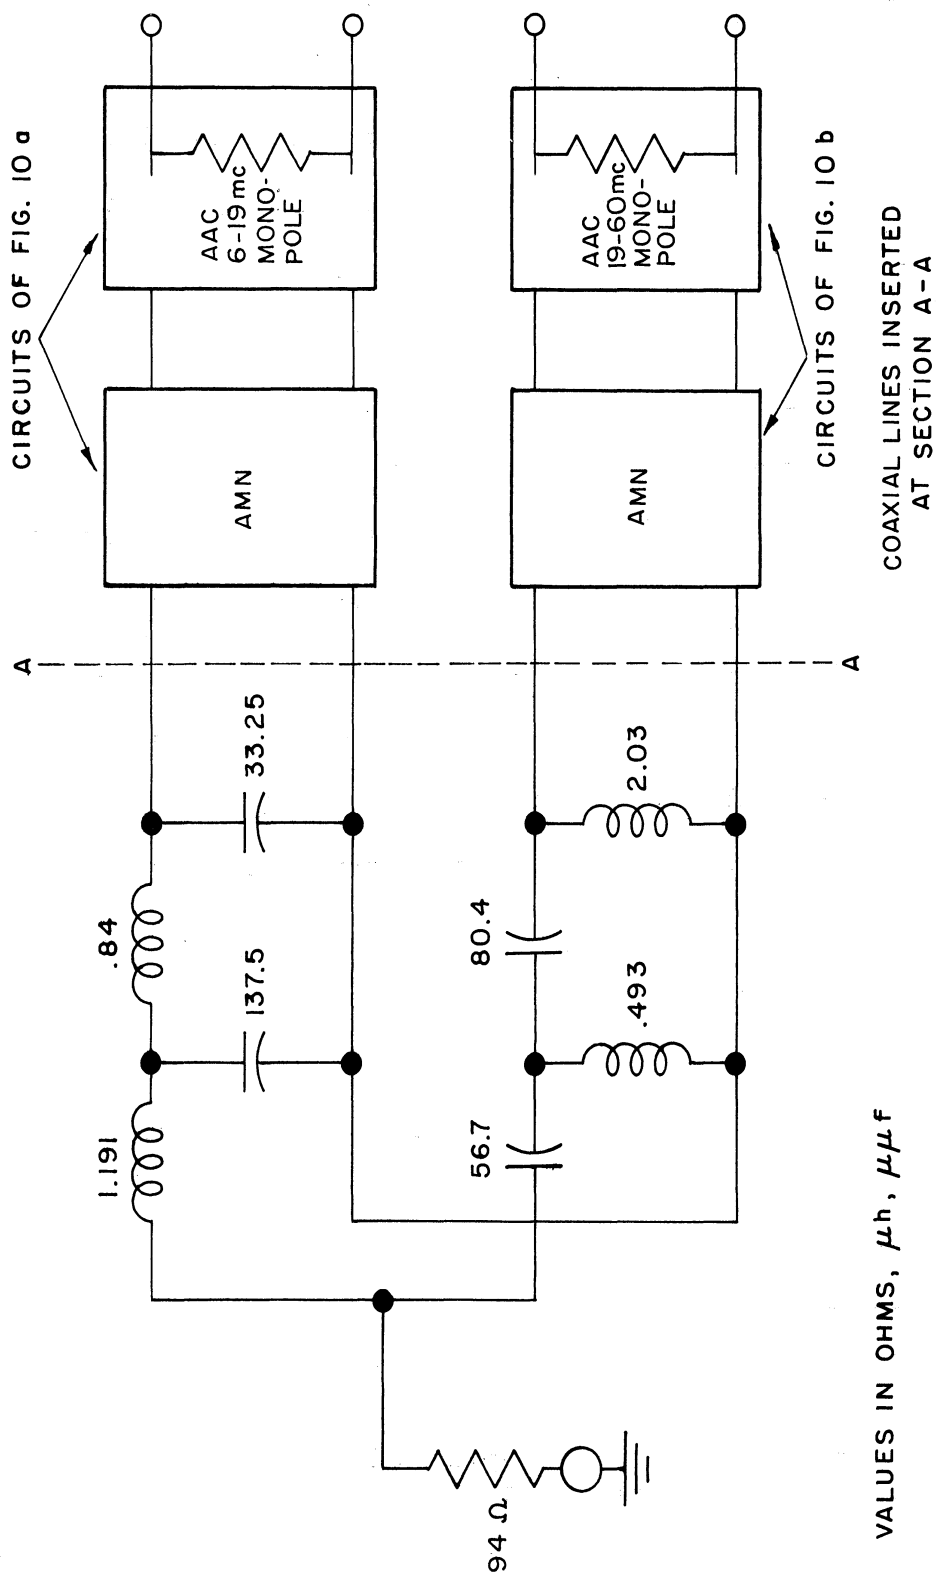 CIRCUITS OF FIG. 10a
AAC
6-19mc
MONO-
POLE
AMN
AAC
19-60mc
MONO-
POLE
AMN
CIRCUITS OF FIG. 10b
COAXIAL LINES INSERTED
AT SECTION A-A
A
A
1.191
.84
137.5
33.25
56.7
80.4
.493
2.03
94 Ω
VALUES IN OHMS, μh, μμf